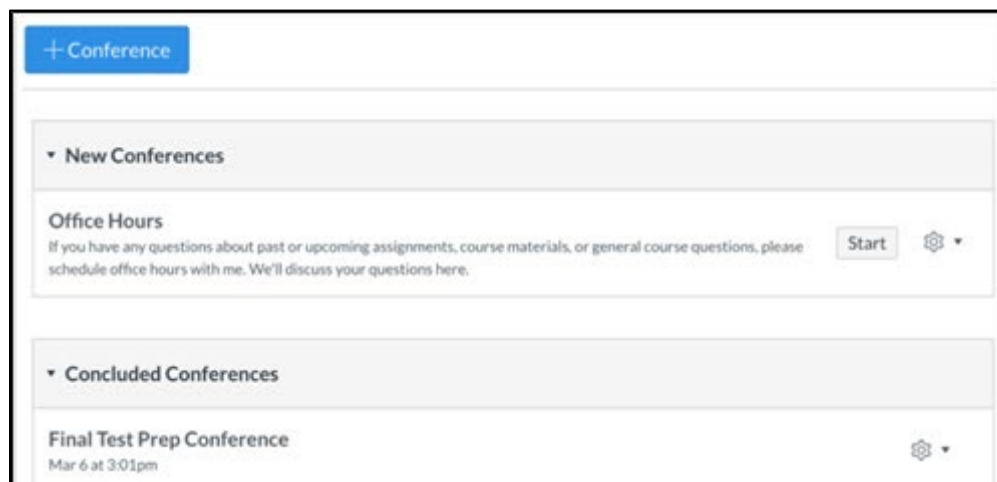 + Conference
New Conferences
Office Hours
If you have any questions about past or upcoming assignments, course materials, or general course questions, please
schedule office hours with me. We'll discuss your questions here.
Start
Concluded Conferences
Final Test Prep Conference
Mar 6 at 3:01pm